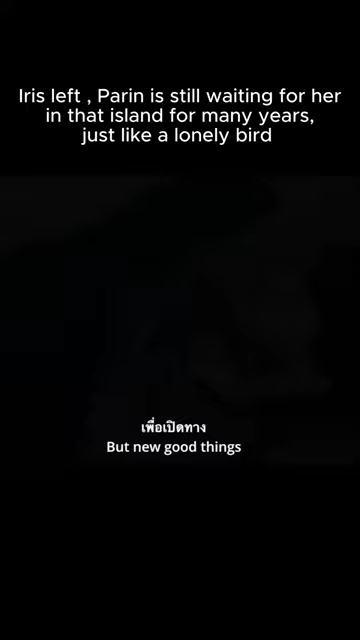 Iris left , Parin is still waiting for her
in that island for many years,
just like a lonely bird
เพื่อเปิดทาง
But new good things